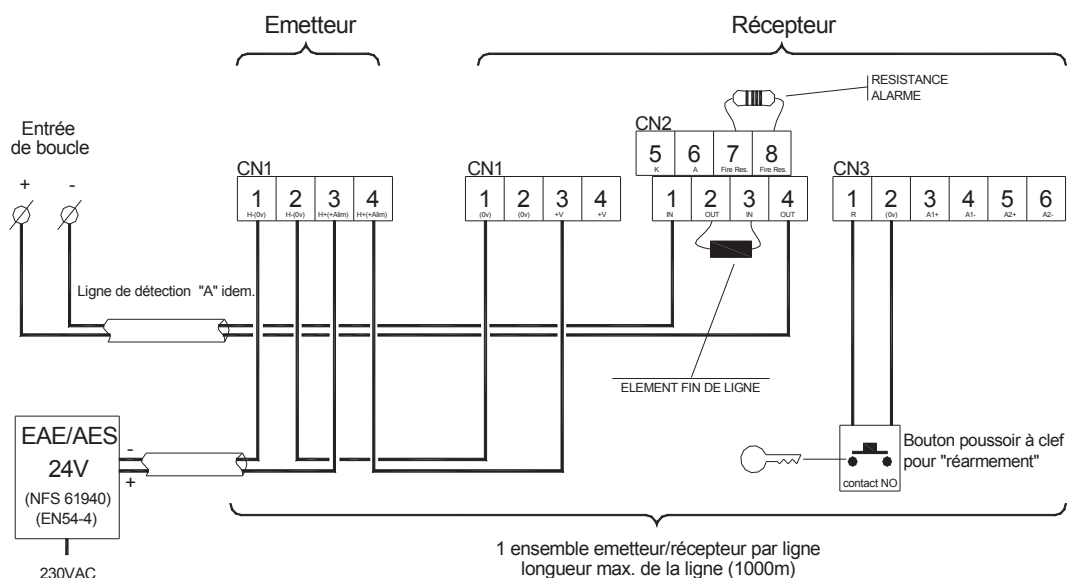 Emetteur
Récepteur
RESISTANCE
ALARME
Entrée
de boucle
+ -
CN1
1 2 3 4
H-(0v) H-(0v) H+(+Alim) H+(+Alim)
CN1
1 2 3 4
(0v) (0v) +V +V
CN2
5 6 7 8
K A Fire Res. Fire Res.
1 2 3 4
IN OUT IN OUT
CN3
1 2 3 4 5 6
R (0v) A1+ A1- A2+ A2-
Ligne de détection "A" idem.
ELEMENT FIN DE LIGNE
EAE/AES
24V
(NFS 61940)
(EN54-4)
-
+
230VAC
Bouton poussoir à clef
pour "réarmement"
contact NO
1 ensemble emetteur/récepteur par ligne
longueur max. de la ligne (1000m)